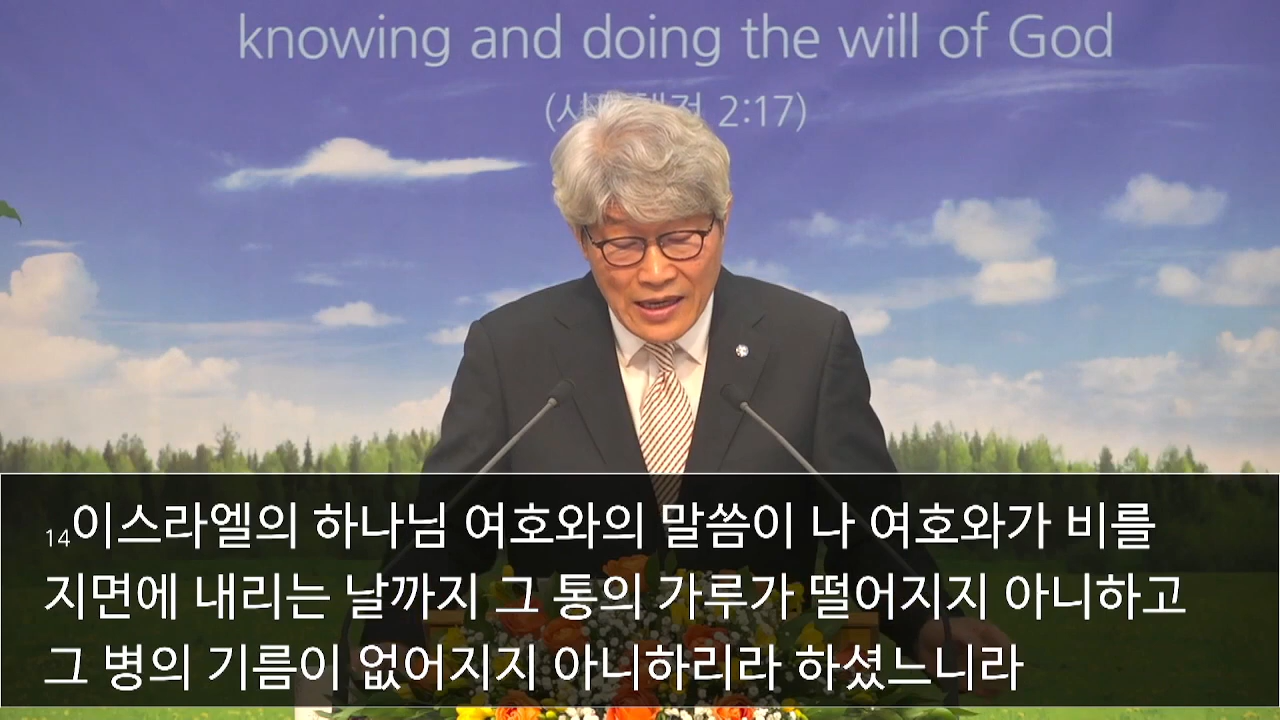 knowing and doing the will of God
2:17)
14이스라엘의 하나님 여호와의 말씀이 나 여호와가 비를
지면에 내리는 날까지 그 통의 가루가 떨어지지 아니하고
그 병의 기름이 없어지지 아니하리라 하셨느니라